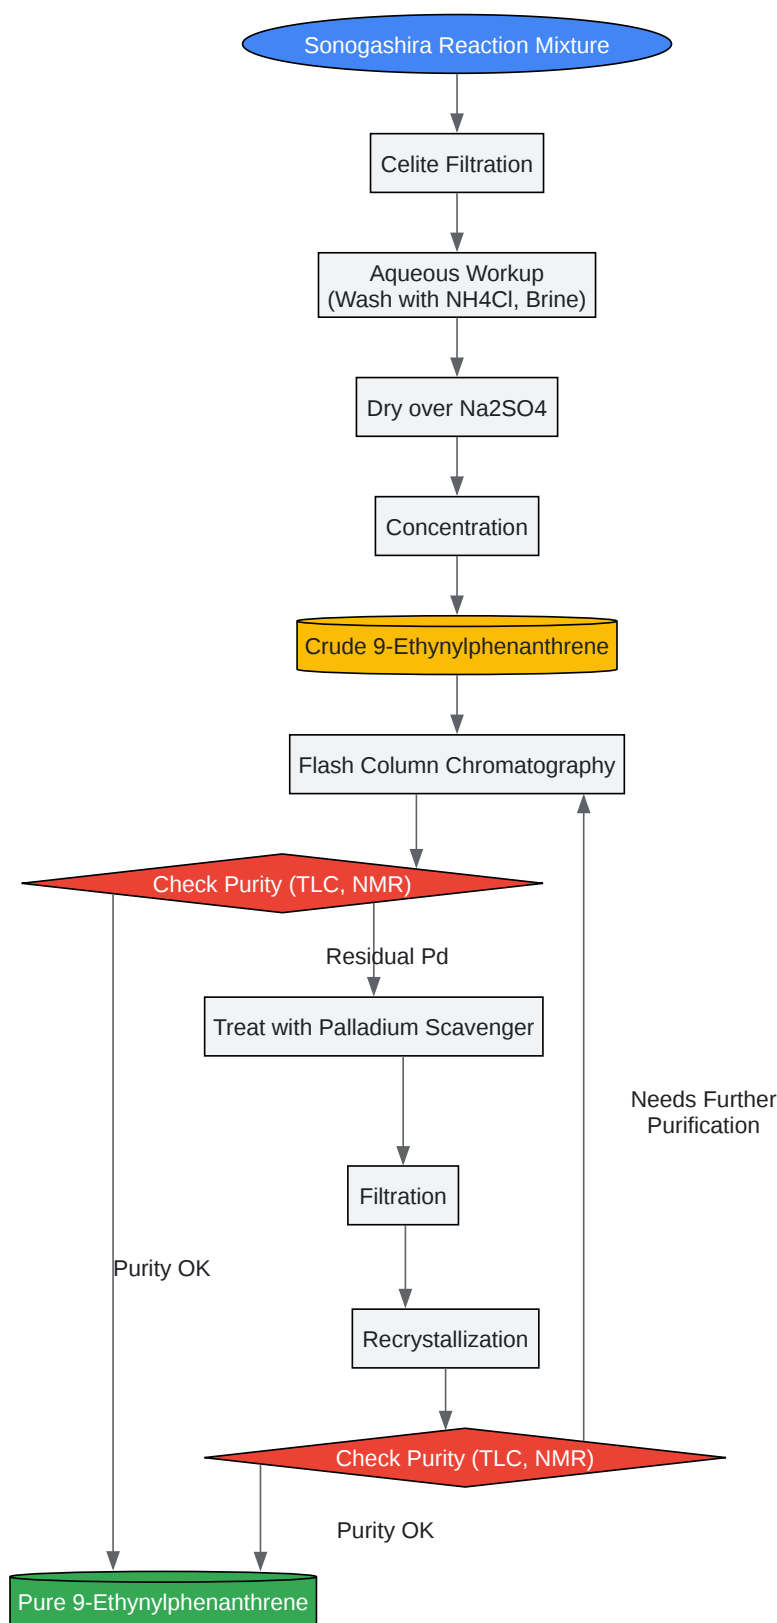 Sonogashira Reaction Mixture
Celite Filtration
Aqueous Workup
(Wash with NH4Cl, Brine)
Dry over Na2SO4
Concentration
Crude 9-Ethynylphenanthrene
Flash Column Chromatography
Check Purity (TLC, NMR)
Residual Pd
Treat with Palladium Scavenger
Needs Further
Purification
Filtration
Purity OK
Recrystallization
Check Purity (TLC, NMR)
Purity OK
Pure 9-Ethynylphenanthrene